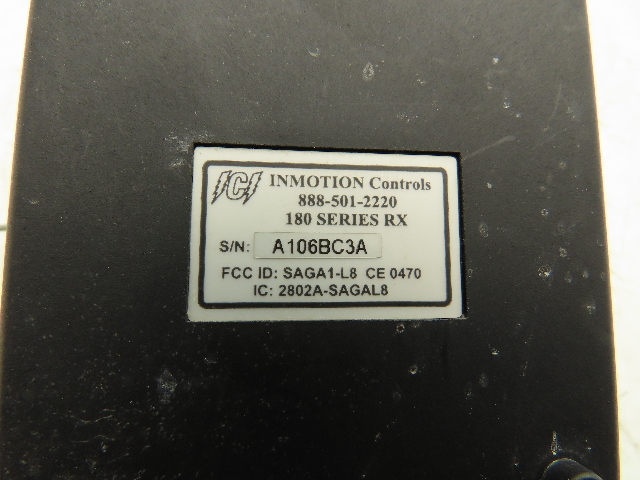 ICI INMOTION Controls
888-501-2220
180 SERIES RX
S/N: A106BC3A
FCC ID: SAGA1-L8 CE 0470
IC: 2802A-SAGAL8